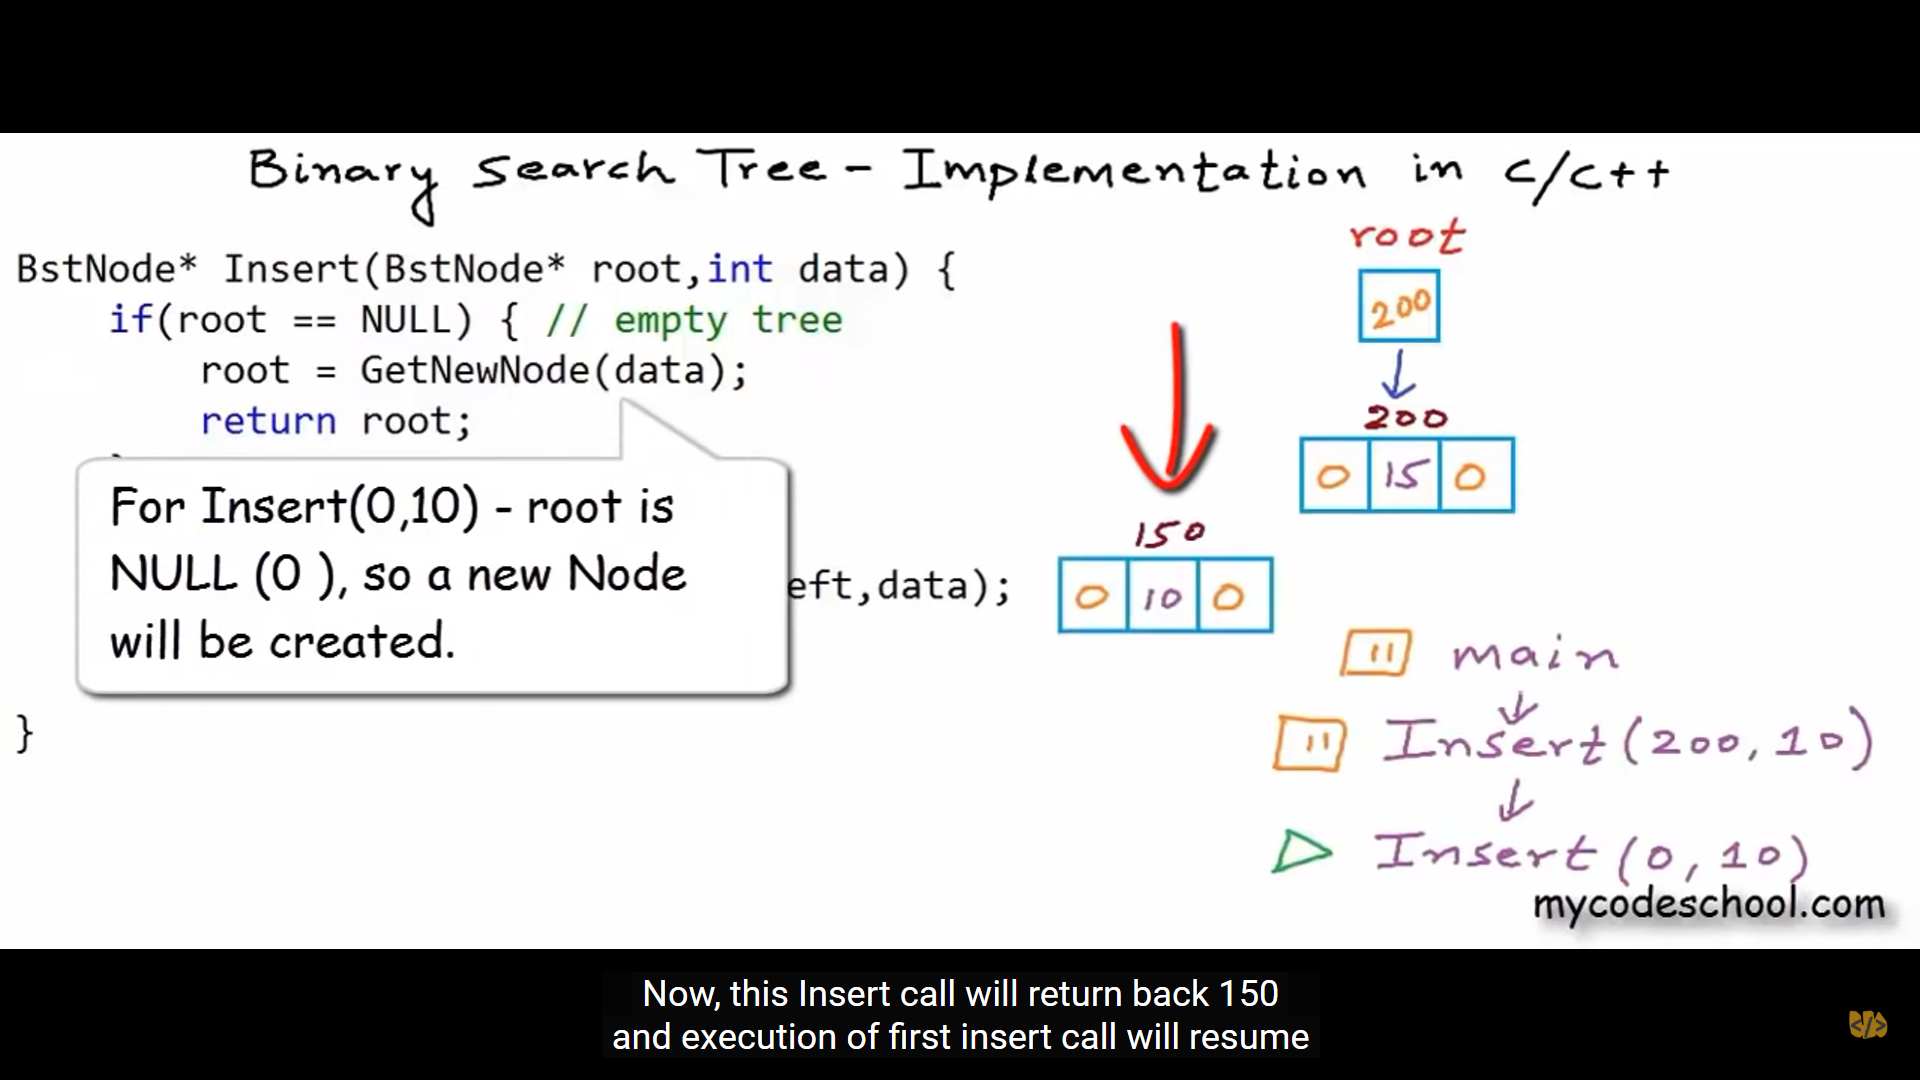 Binary Search Tree - Implementation in C/C++
BstNode* Insert(BstNode* root,int data) {
if(root == NULL) { // empty tree
root = GetNewNode(data);
return root;
For Insert(0,10) - root is
NULL (0 ), so a new Node
will be created.
eft,data);
}
root
200
200
0 15 0
150
0 10 0
main
Insert(200,10)
Insert(0,10)
mycodeschool.com
Now, this Insert call will return back 150
and execution of first insert call will resume